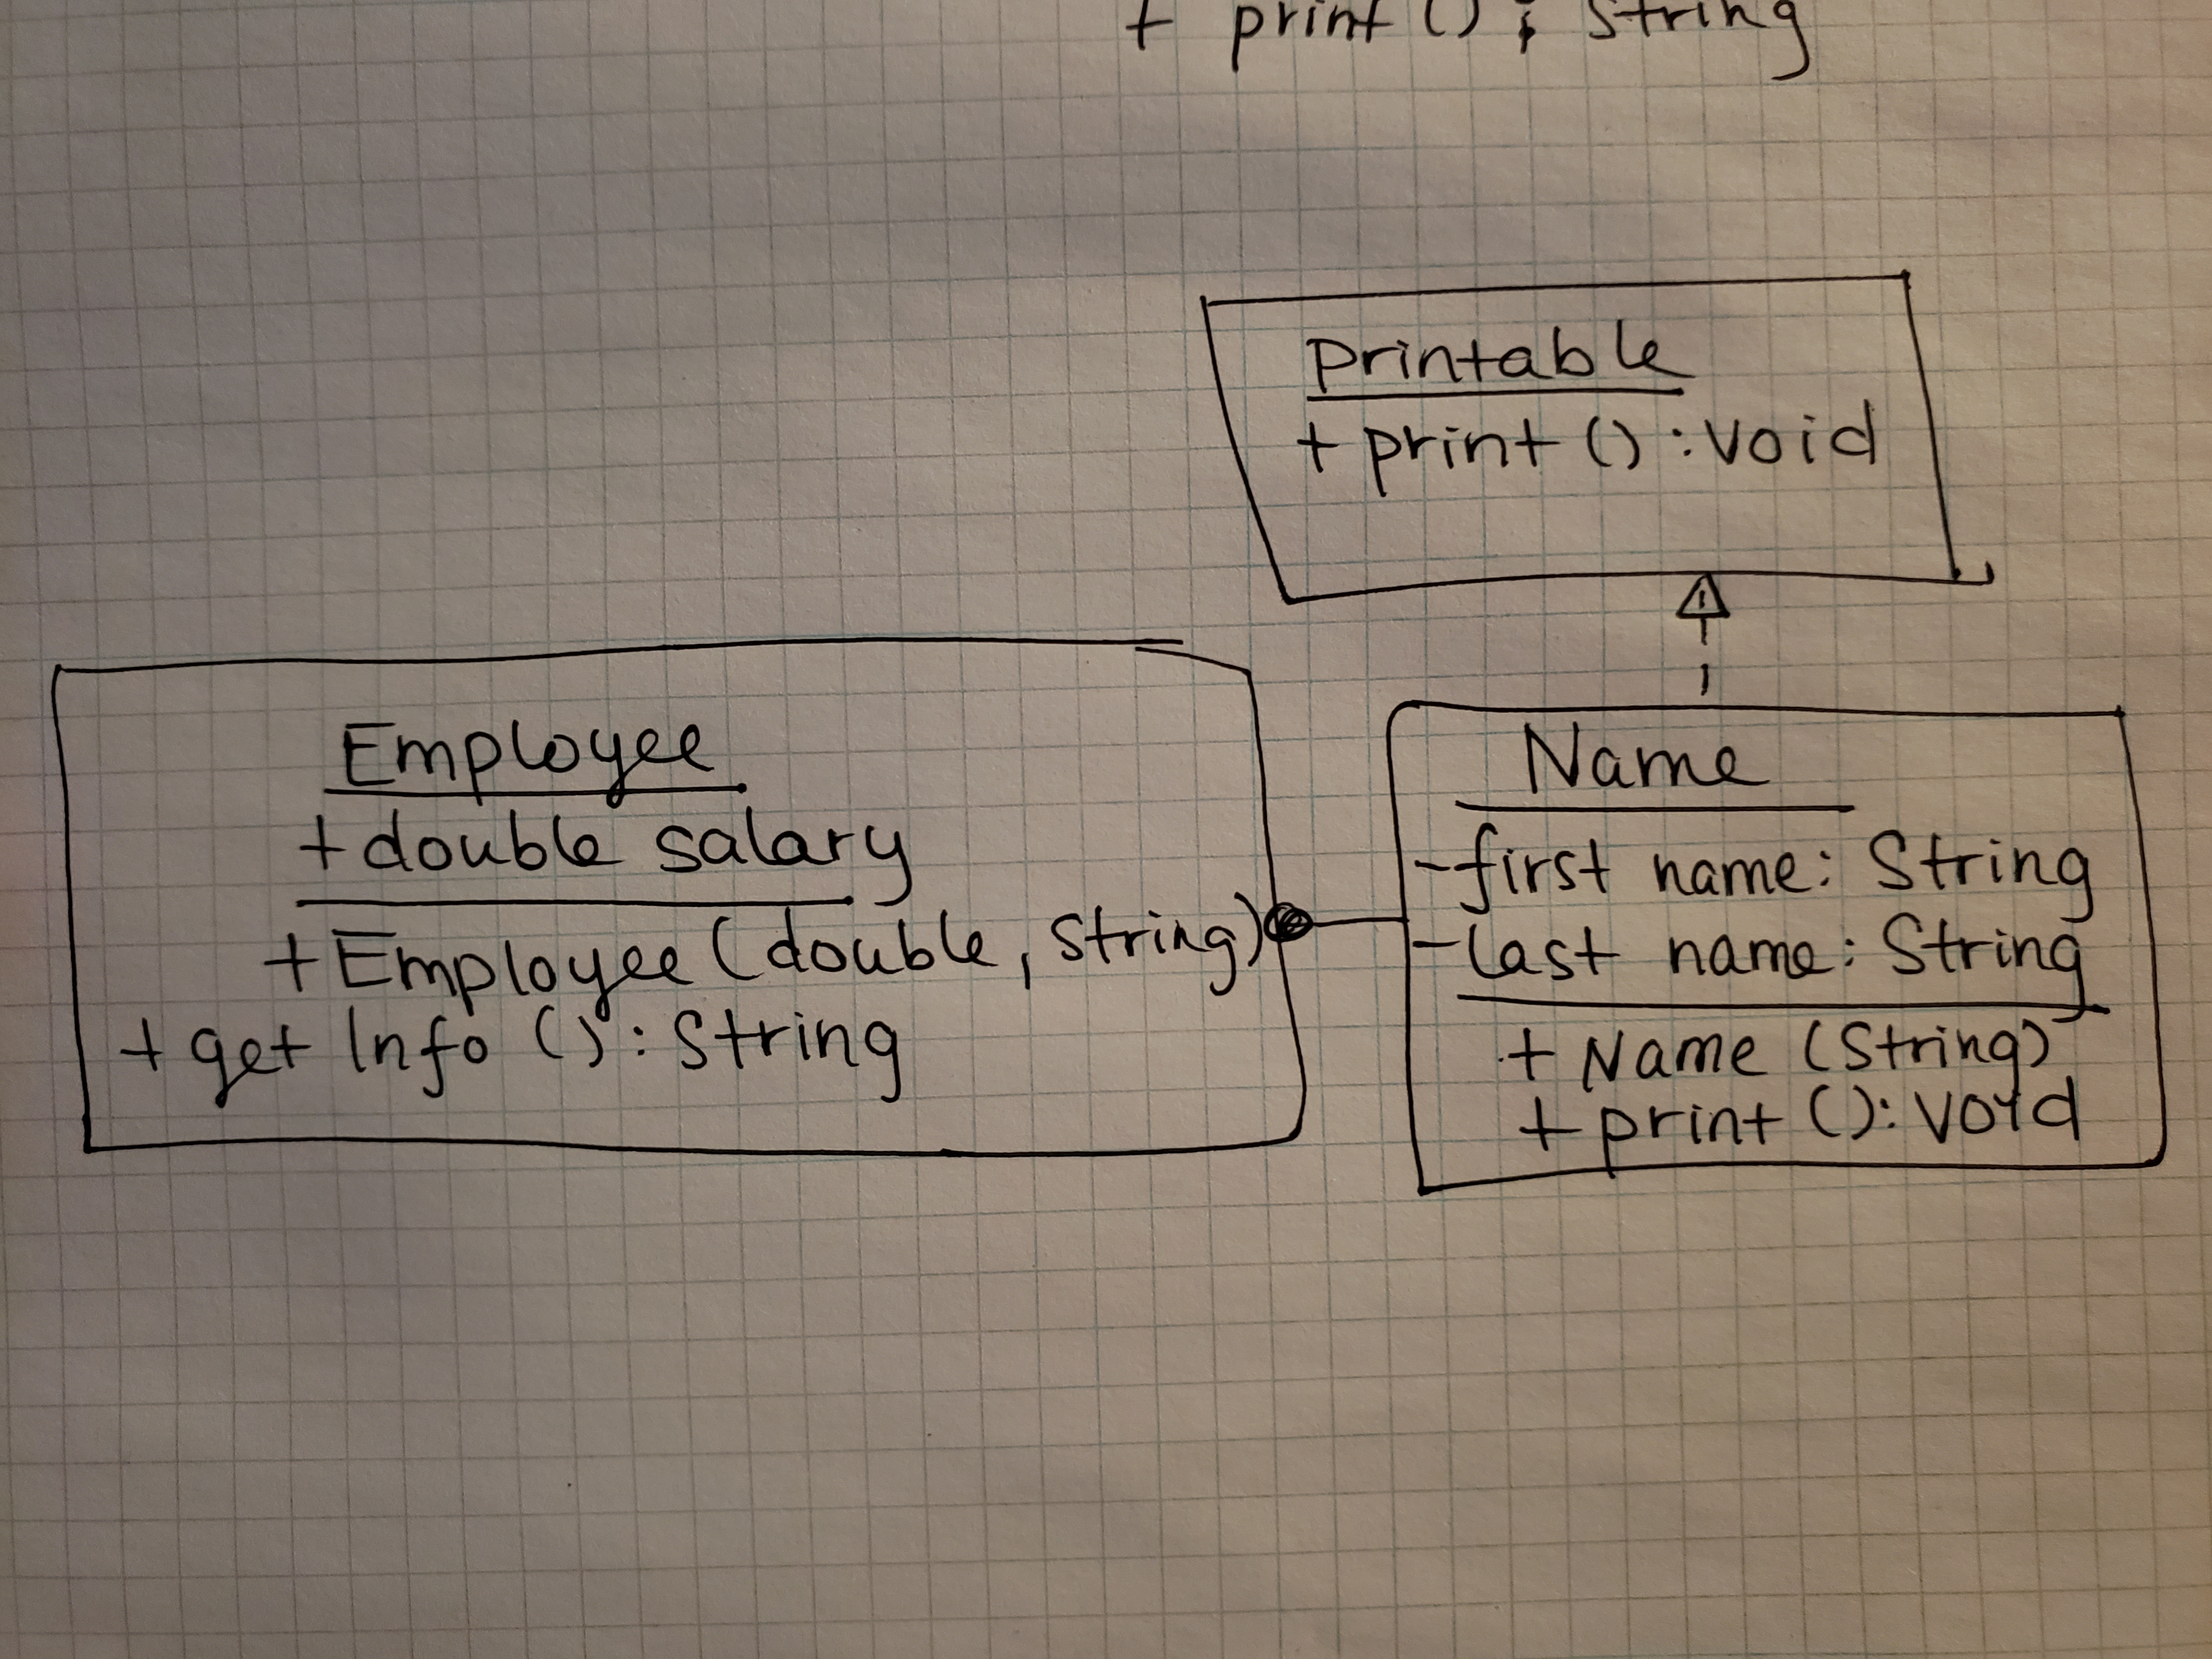 + print () : String
printable
+ print () : void
Employee
+ double salary
+ Employee (double, String)
+ get Info () : String
Name
- first name: String
- last name: String
+ Name (String)
+ print (): void